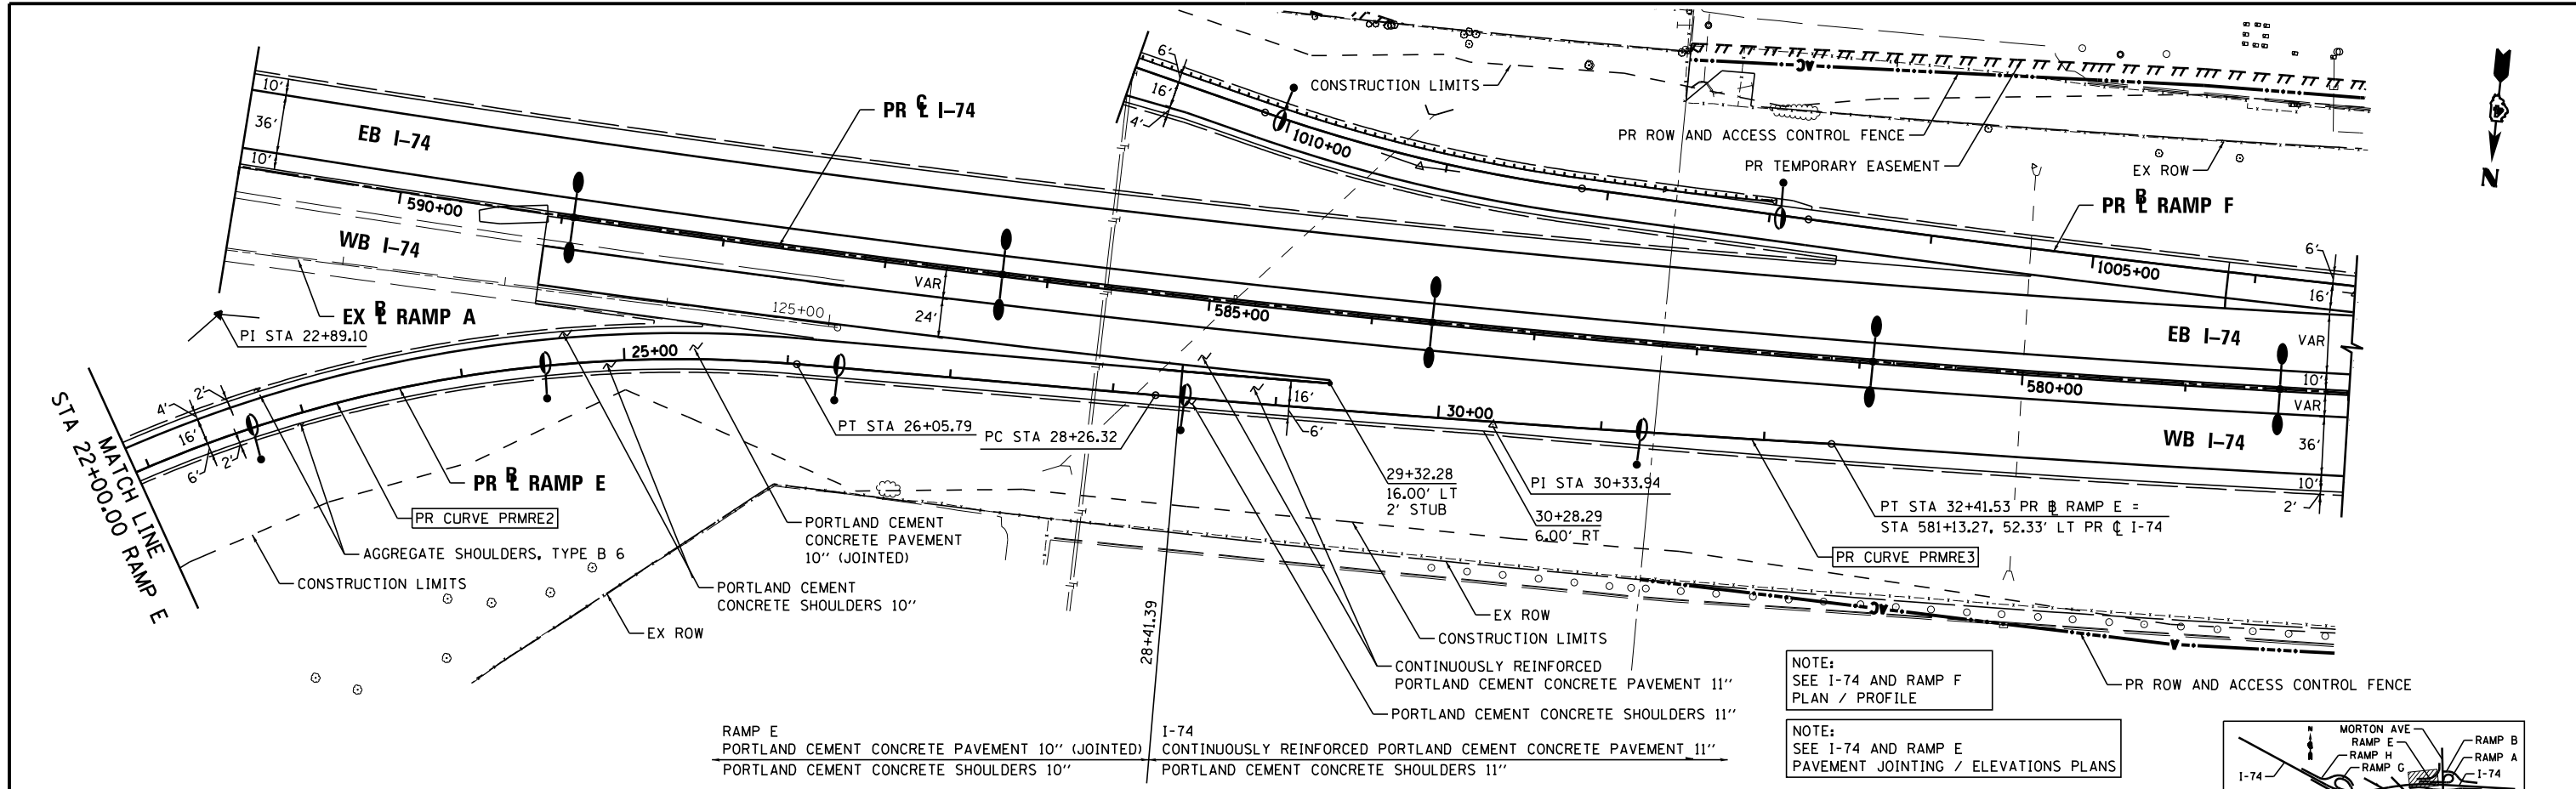 10'
36'
10'
EB I-74
590+00
WB I-74
EX BL RAMP A
PI STA 22+89.10
PR CL I-74
6'
16'
4'
1010+00
CONSTRUCTION LIMITS
AC
PR ROW AND ACCESS CONTROL FENCE
PR TEMPORARY EASEMENT
EX ROW
N
PR BL RAMP F
1005+00
6'
16'
VAR
10'
VAR
36'
10'
2'
EB I-74
580+00
WB I-74
VAR
24'
125+00
585+00
25+00
4'
2'
16'
6'
2'
MATCH LINE
STA 22+00.00 RAMP E
PR BL RAMP E
PR CURVE PRMRE2
AGGREGATE SHOULDERS, TYPE B 6
CONSTRUCTION LIMITS
EX ROW
PT STA 26+05.79
PC STA 28+26.32
PORTLAND CEMENT
CONCRETE PAVEMENT
10" (JOINTED)
PORTLAND CEMENT
CONCRETE SHOULDERS 10"
16'
6'
30+00
29+32.28
16.00' LT
2' STUB
PI STA 30+33.94
30+28.29
6.00' RT
PT STA 32+41.53 PR BL RAMP E =
STA 581+13.27, 52.33' LT PR CL I-74
PR CURVE PRMRE3
28+41.39
EX ROW
CONSTRUCTION LIMITS
CONTINUOUSLY REINFORCED
PORTLAND CEMENT CONCRETE PAVEMENT 11"
PORTLAND CEMENT CONCRETE SHOULDERS 11"
AC
A
PR ROW AND ACCESS CONTROL FENCE
NOTE:
SEE I-74 AND RAMP F
PLAN / PROFILE
NOTE:
SEE I-74 AND RAMP E
PAVEMENT JOINTING / ELEVATIONS PLANS
RAMP E
PORTLAND CEMENT CONCRETE PAVEMENT 10" (JOINTED)
PORTLAND CEMENT CONCRETE SHOULDERS 10"
I-74
CONTINUOUSLY REINFORCED PORTLAND CEMENT CONCRETE PAVEMENT 11"
PORTLAND CEMENT CONCRETE SHOULDERS 11"
N
MORTON AVE
RAMP E
RAMP H
RAMP G
I-74
RAMP B
RAMP A
I-74